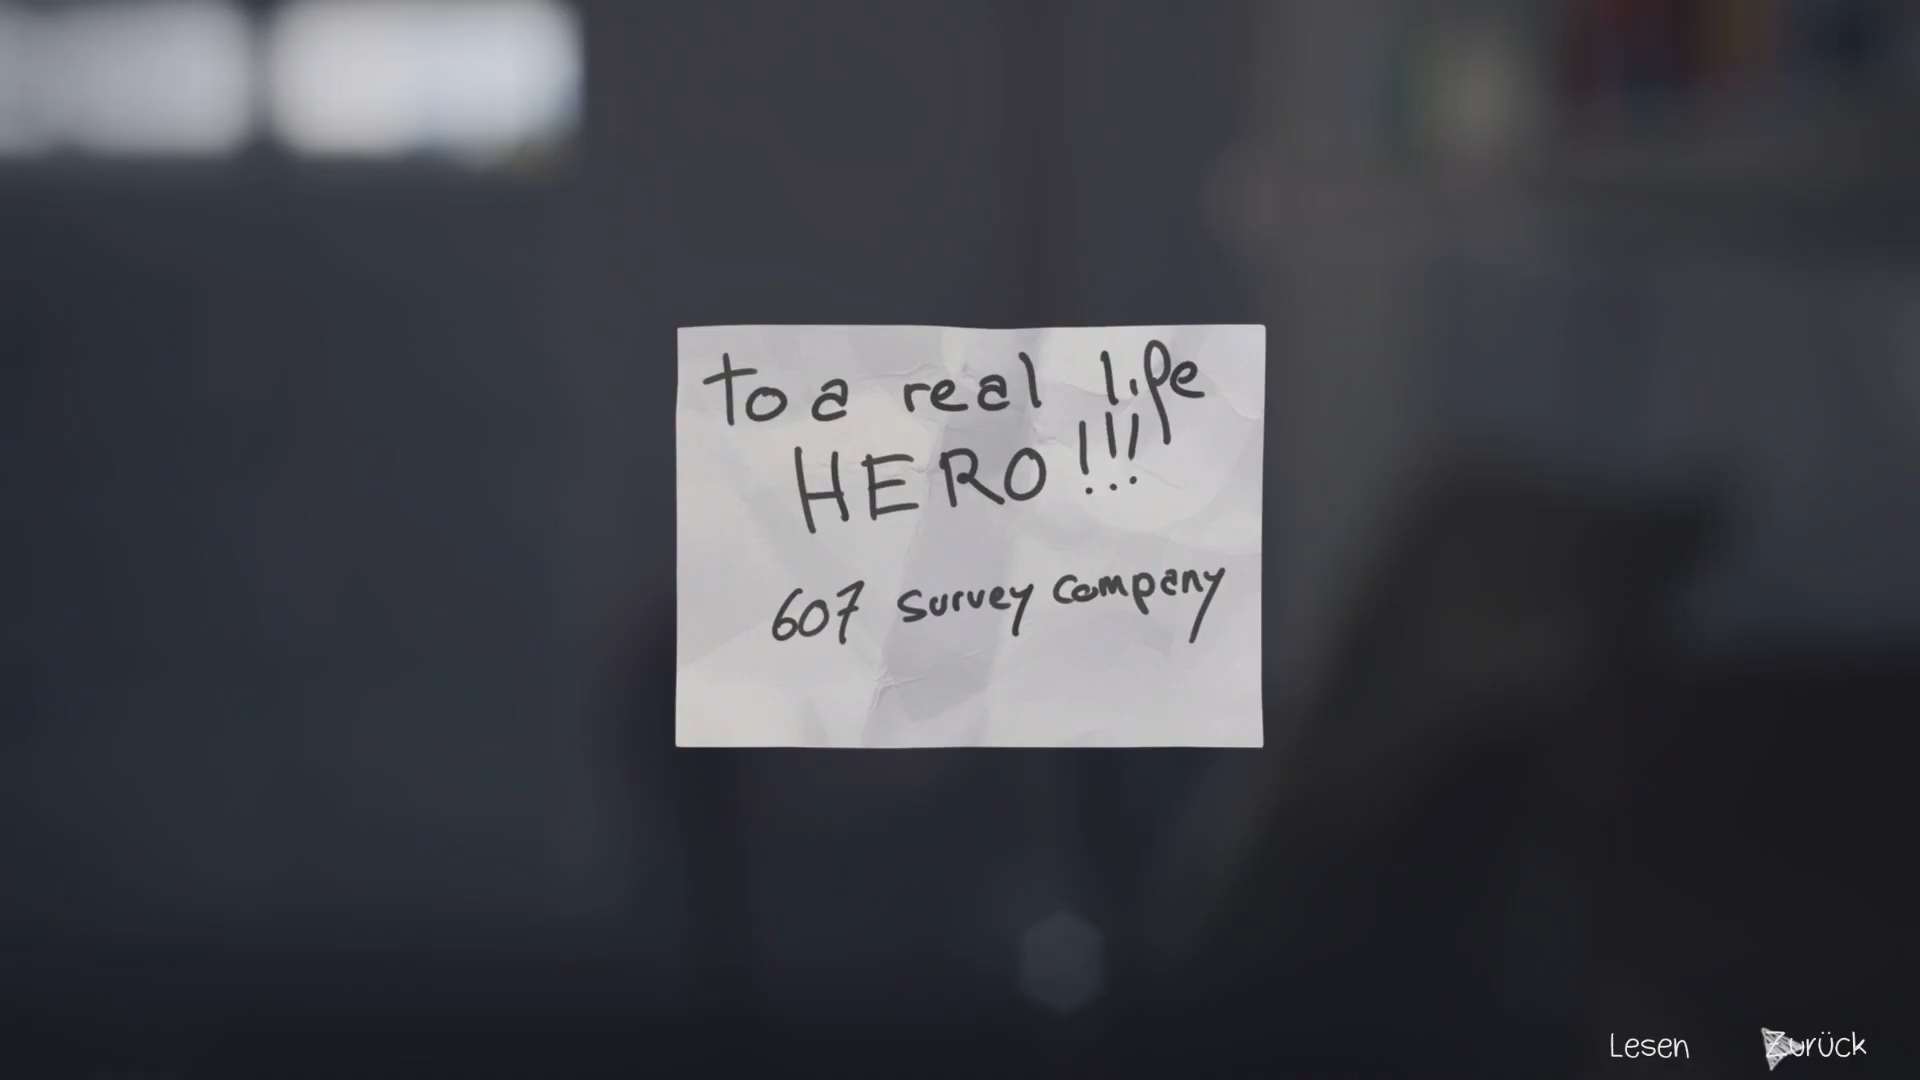 to a real life
HERO!!!
607 survey company
Lesen
Zurück